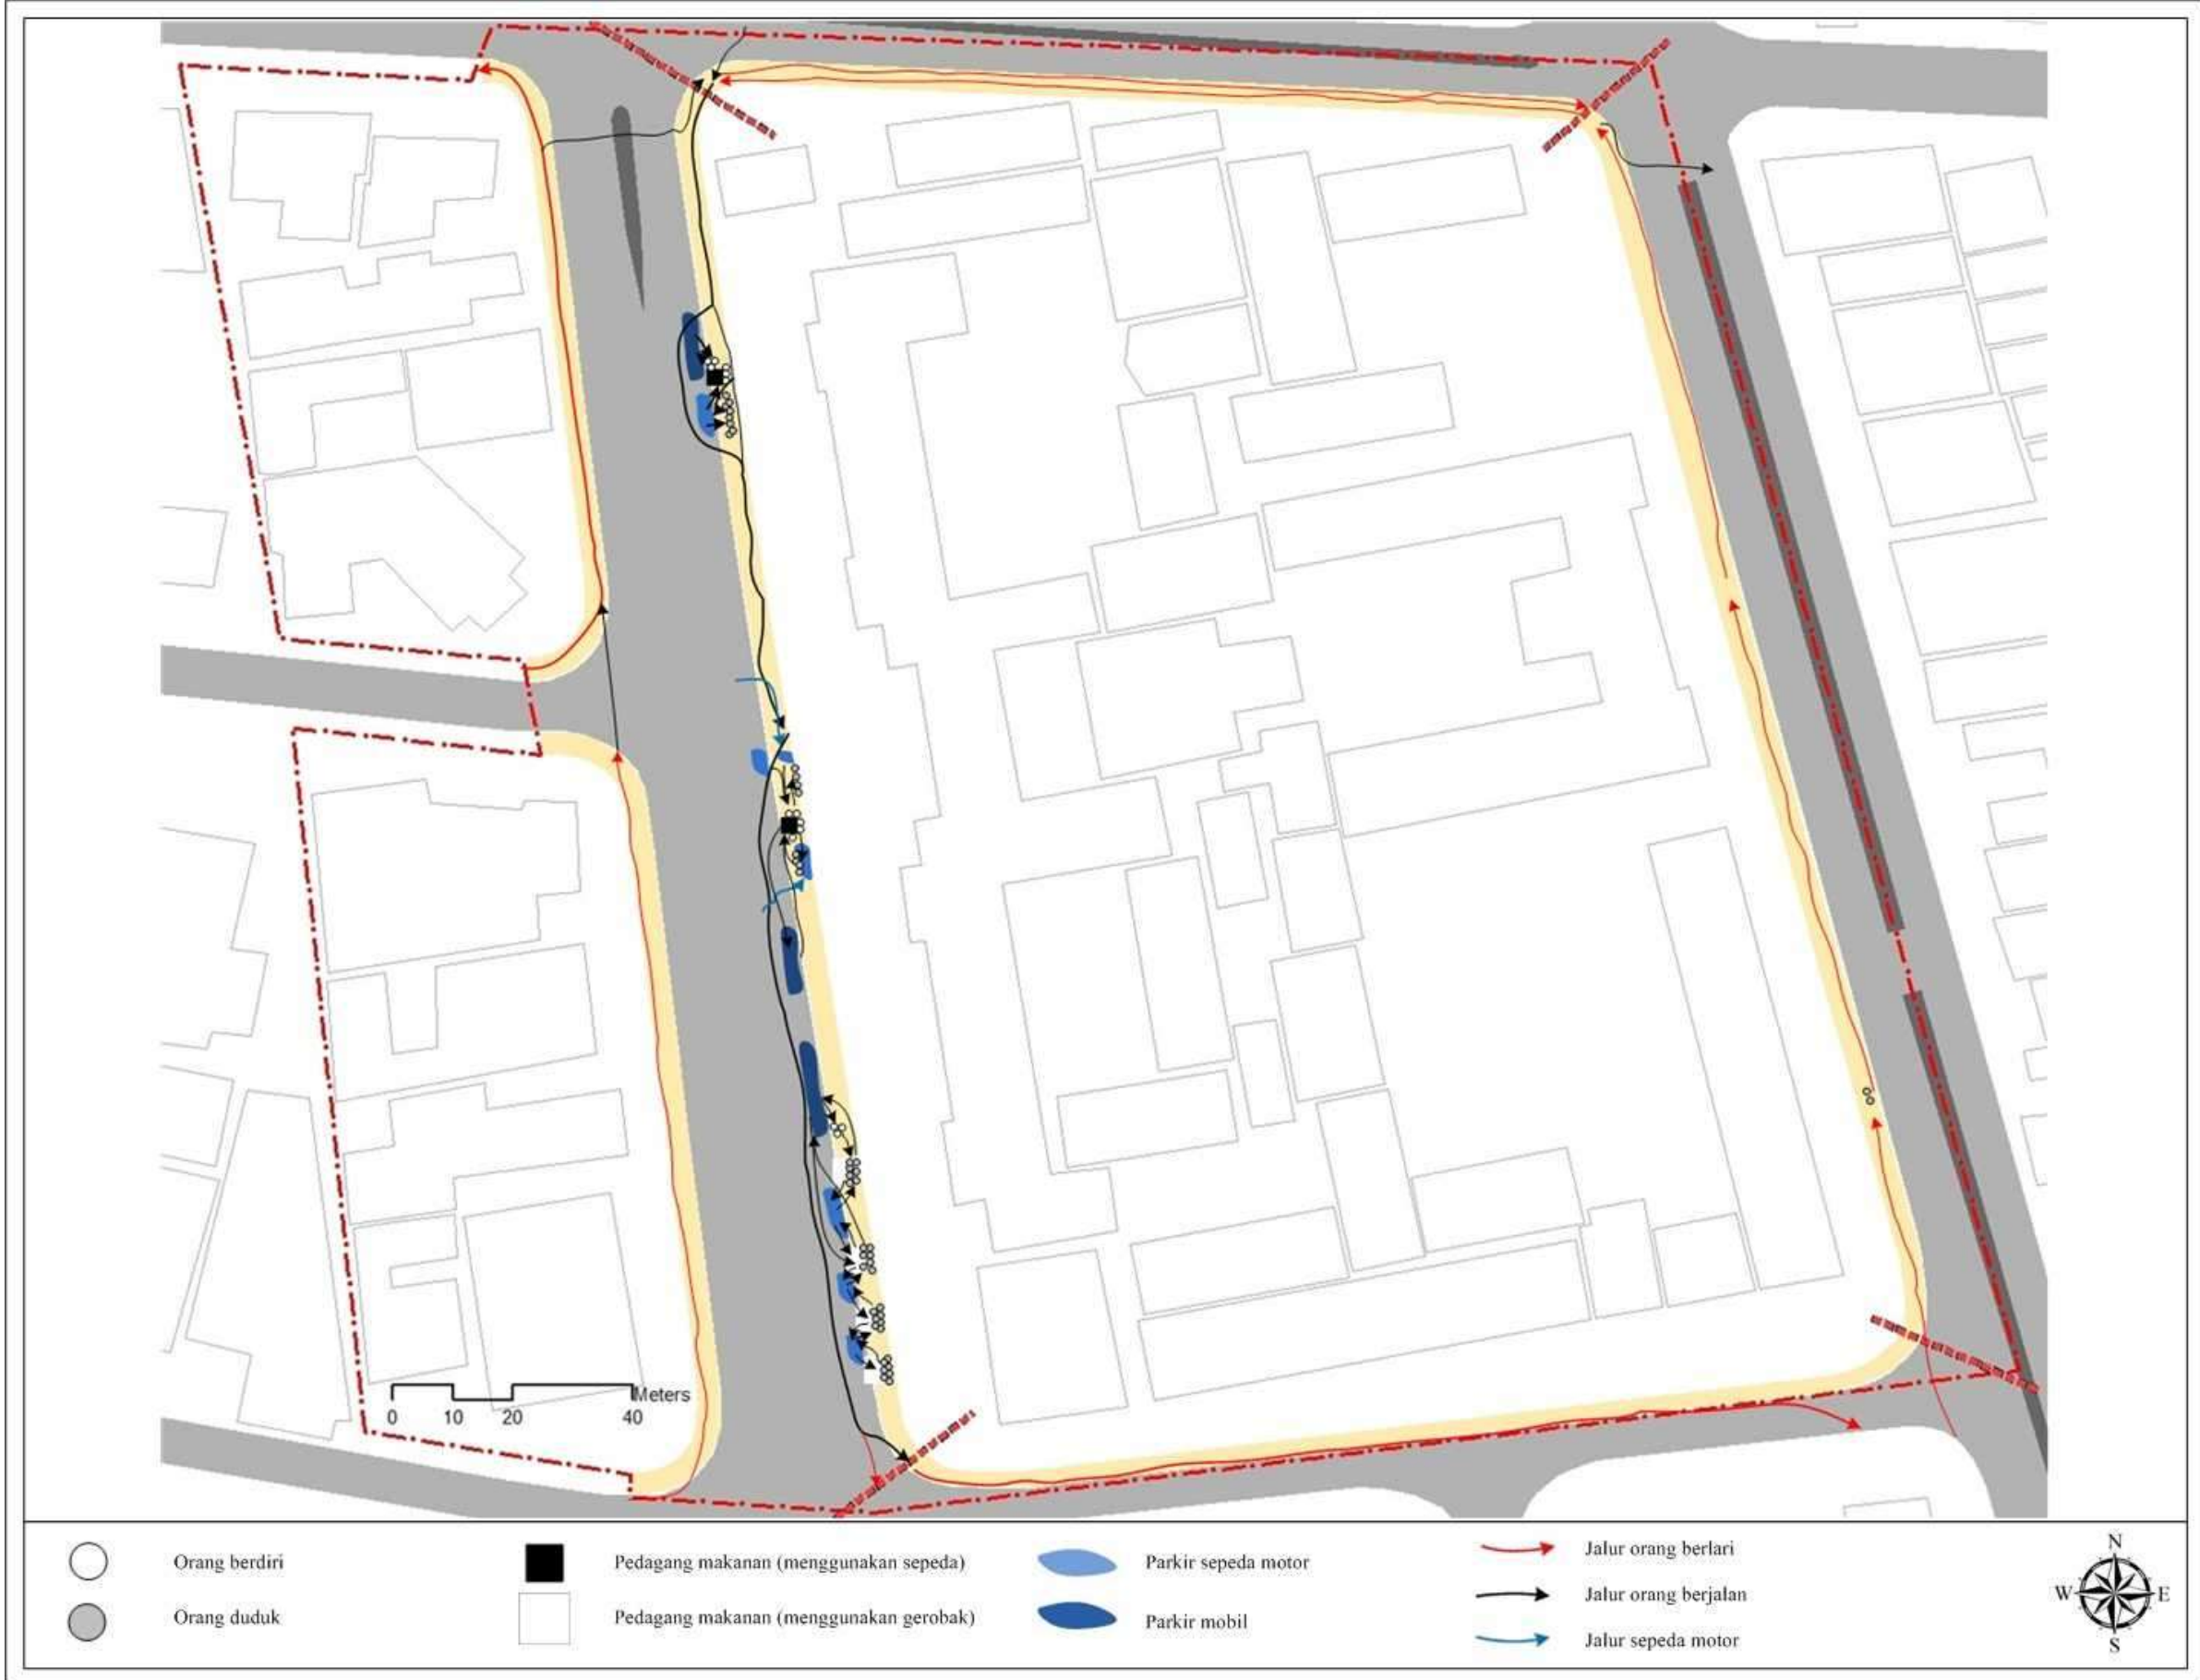 Meters
0 10 20 40
Orang berdiri
Orang duduk
Pedagang makanan (menggunakan sepeda)
Pedagang makanan (menggunakan gerobak)
Parkir sepeda motor
Parkir mobil
Jalur orang berlari
Jalur orang berjalan
Jalur sepeda motor
N
W E
S